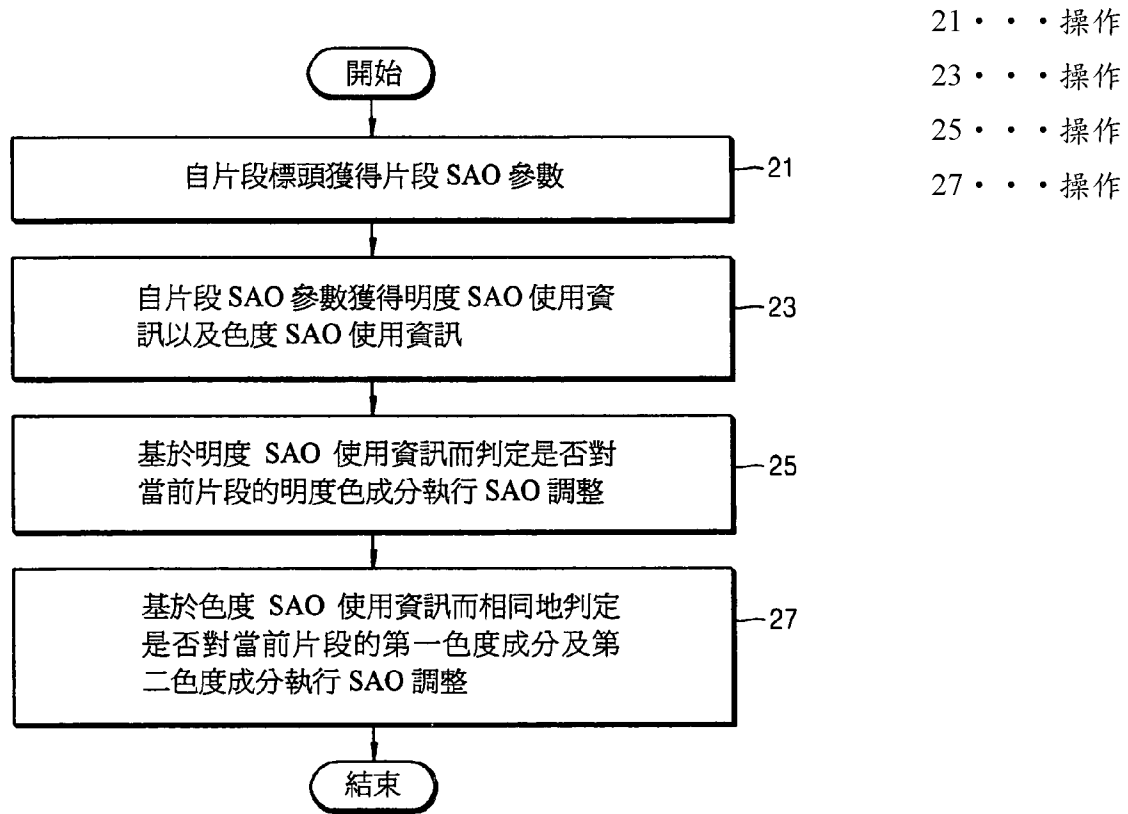 開始
自片段標頭獲得片段 SAO 參數
21
自片段 SAO 參數獲得明度 SAO 使用資
訊以及色度 SAO 使用資訊
23
基於明度 SAO 使用資訊而判定是否對
當前片段的明度色成分執行 SAO 調整
25
基於色度 SAO 使用資訊而相同地判定
是否對當前片段的第一色度成分及第
二色度成分執行 SAO 調整
27
結束
21・・・操作
23・・・操作
25・・・操作
27・・・操作